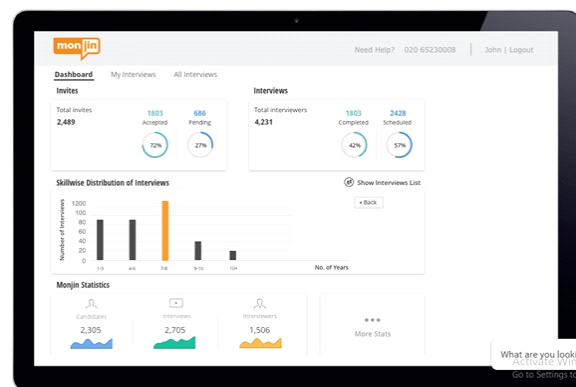 monjin
Need Help? 020 65230008 John | Logout
Dashboard My Interviews All Interviews
Invites
Total invites
2,489
1803
Accepted
686
Pending
72%
27%
Interviews
Total interviewers
4,231
1803
Completed
2428
Scheduled
42%
57%
Skillwise Distribution of Interviews
Show Interviews List
Back
Number of Interviews
1200
100
80
60
40
20
0
1-3 4-6 7-8 9-10 10+
No. of Years
Monjin Statistics
Candidates
2,305
Interviews
2,705
Interviewers
1,506
More Stats
What are you looki
Activate Win
Go to Settings to